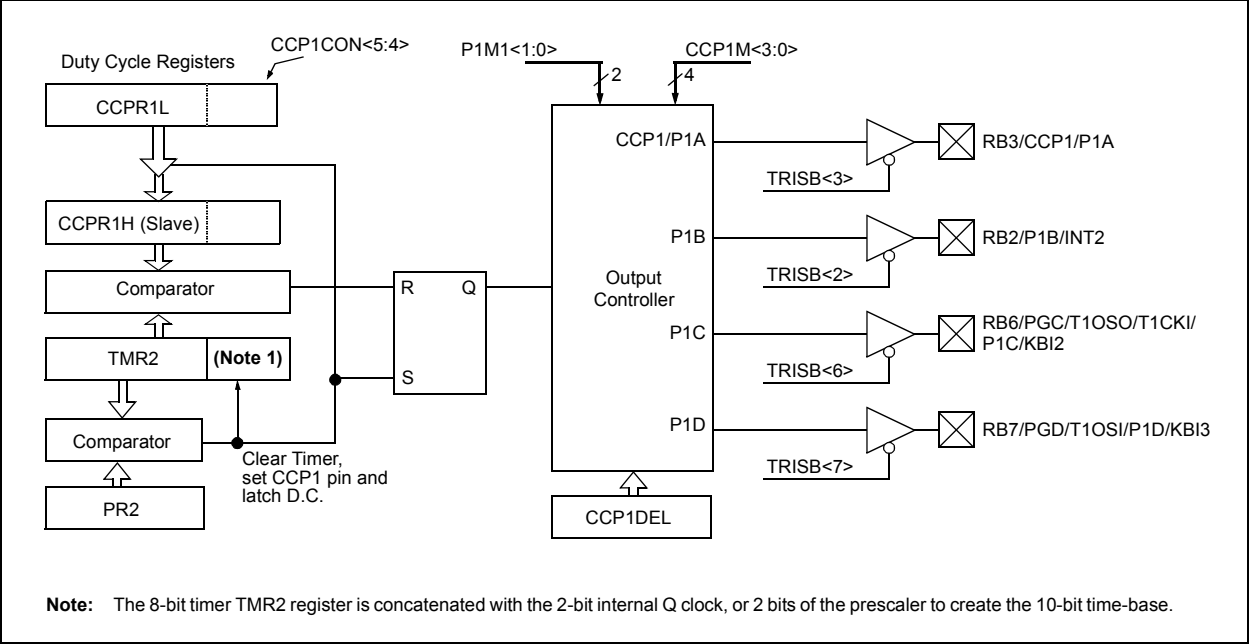 CCP1CON<5:4>
Duty Cycle Registers
CCPR1L
CCPR1H (Slave)
Comparator
TMR2
(Note 1)
Comparator
Clear Timer,
set CCP1 pin and
latch D.C.
PR2
R
Q
S
P1M1<1:0>
2
CCP1M<3:0>
4
CCP1/P1A
P1B
Output
Controller
P1C
P1D
CCP1DEL
TRISB<3>
RB3/CCP1/P1A
TRISB<2>
RB2/P1B/INT2
TRISB<6>
RB6/PGC/T1OSO/T1CKI/
P1C/KBI2
TRISB<7>
RB7/PGD/T1OSI/P1D/KBI3
Note: The 8-bit timer TMR2 register is concatenated with the 2-bit internal Q clock, or 2 bits of the prescaler to create the 10-bit time-base.